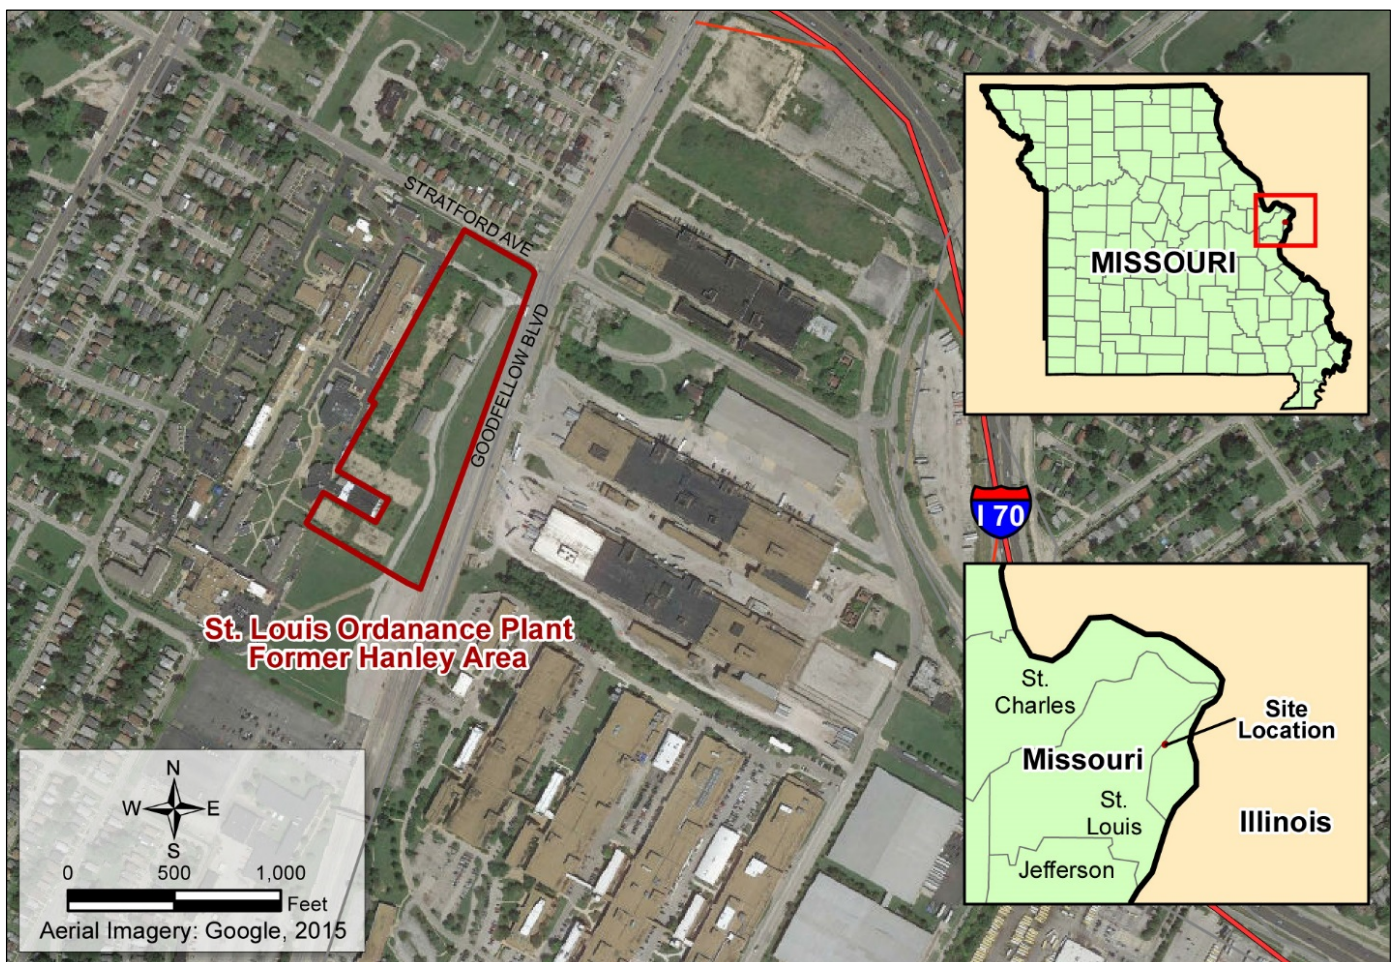 STRATFORD AVE
GOODFELLOW BLVD
MISSOURI
I 70
St. Louis Ordanance Plant
Former Hanley Area
St.
Charles
Site
Location
Missouri
St.
Louis
Illinois
Jefferson
N
W E
S
0 500 1,000
Feet
Aerial Imagery: Google, 2015